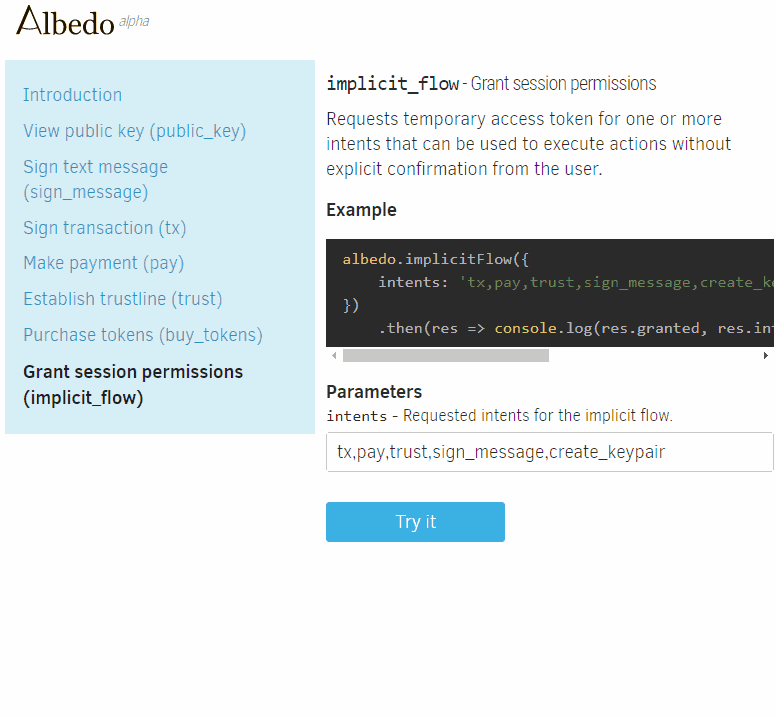 Albedo alpha
Introduction
View public key (public_key)
Sign text message
(sign_message)
Sign transaction (tx)
Make payment (pay)
Establish trustline (trust)
Purchase tokens (buy_tokens)
Grant session permissions
(implicit_flow)
implicit_flow - Grant session permissions
Requests temporary access token for one or more
intents that can be used to execute actions without
explicit confirmation from the user.
Example
albedo.implicitFlow({
    intents: 'tx,pay,trust,sign_message,create_ke
})
    .then(res => console.log(res.granted, res.int
Parameters
intents - Requested intents for the implicit flow.
tx,pay,trust,sign_message,create_keypair
Try it